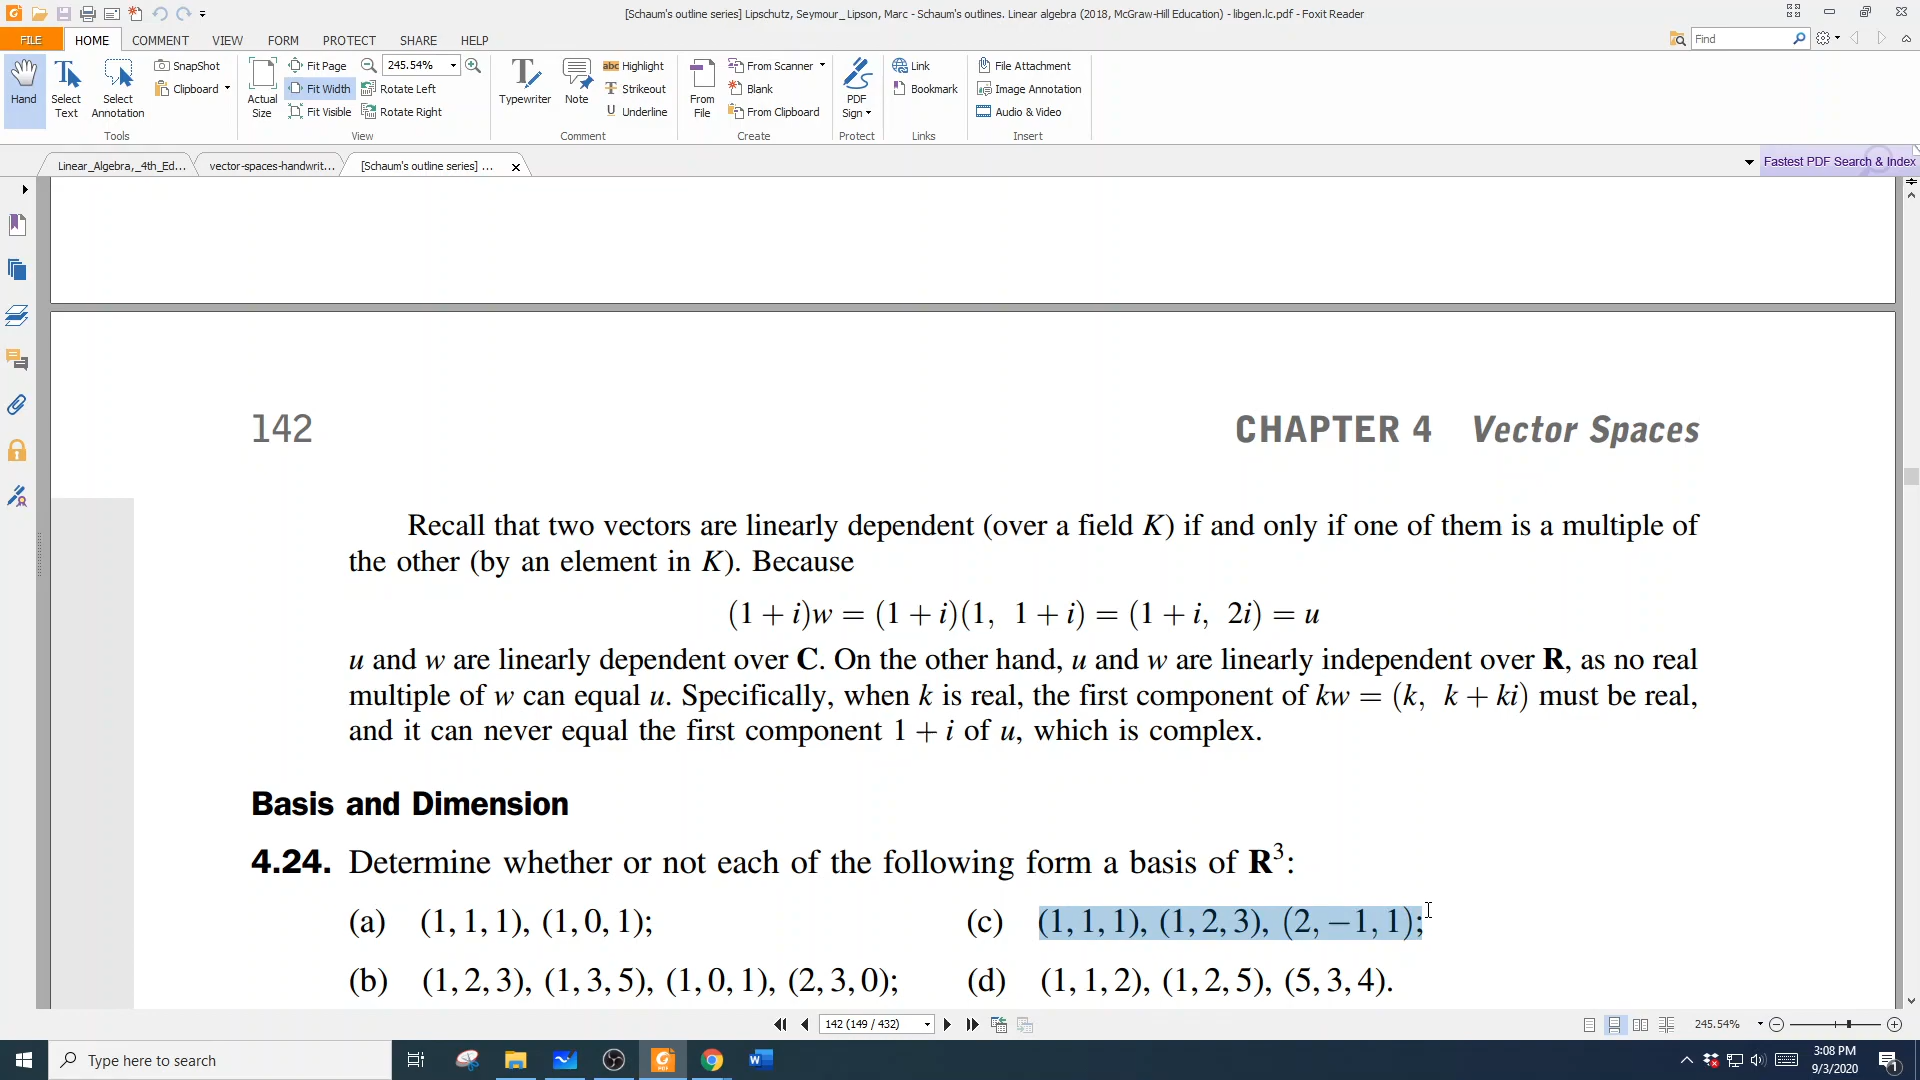 [Schaum's outline series] Lipschutz, Seymour_ Lipson, Marc - Schaum's outlines. Linear algebra (2018, McGraw-Hill Education) - libgen.lc.pdf - Foxit Reader
FILE HOME COMMENT VIEW FORM PROTECT SHARE HELP
Find
Hand
Select Text
Select Annotation
SnapShot
Clipboard
Tools
Actual Size
Fit Page
Fit Width
Fit Visible
245.54%
Rotate Left
Rotate Right
View
Typewriter
Note
abc Highlight
Strikeout
U Underline
Comment
From File
From Scanner
Blank
From Clipboard
Create
PDF Sign
Protect
Link
Bookmark
Links
File Attachment
Image Annotation
Audio & Video
Insert
Linear_Algebra,_4th_Ed... vector-spaces-handwrit... [Schaum's outline series] ...
Fastest PDF Search & Index
142 CHAPTER 4 Vector Spaces
Recall that two vectors are linearly dependent (over a field K) if and only if one of them is a multiple of
the other (by an element in K). Because
(1 + i)w = (1 + i)(1, 1 + i) = (1 + i, 2i) = u
u and w are linearly dependent over C. On the other hand, u and w are linearly independent over R, as no real
multiple of w can equal u. Specifically, when k is real, the first component of kw = (k, k + ki) must be real,
and it can never equal the first component 1 + i of u, which is complex.
Basis and Dimension
4.24. Determine whether or not each of the following form a basis of R³:
(a) (1, 1, 1), (1, 0, 1); (c) (1, 1, 1), (1, 2, 3), (2, −1, 1);
(b) (1, 2, 3), (1, 3, 5), (1, 0, 1), (2, 3, 0); (d) (1, 1, 2), (1, 2, 5), (5, 3, 4).
142 (149 / 432) 245.54%
Type here to search
3:08 PM
9/3/2020
1